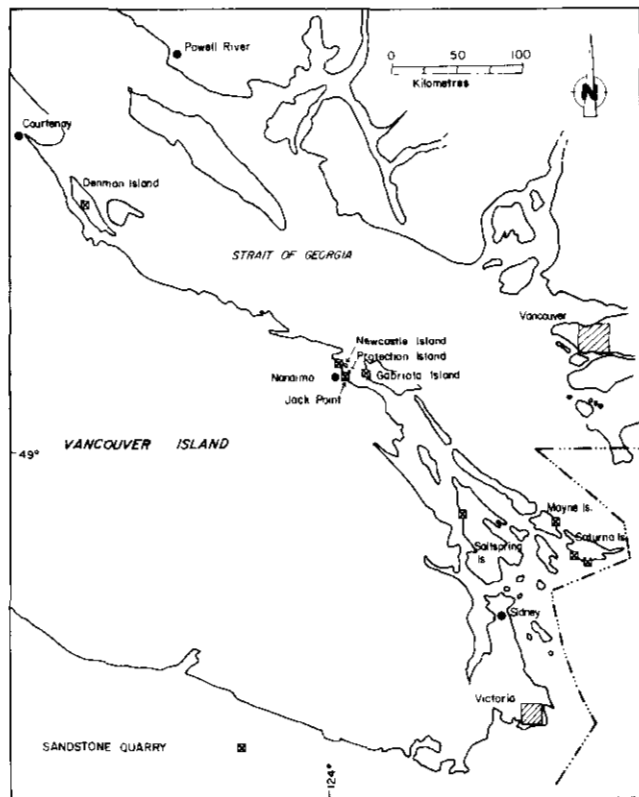 Powell River
0 50 100
Kilometres
N
Courtenay
Denman Island
STRAIT OF GEORGIA
Vancouver
Newcastle Island
Protection Island
Nanaimo
Gabriola Island
Jack Point
49°
VANCOUVER ISLAND
Mayne Is.
Saturna Is.
Saltspring
Is.
Sidney
Victoria
SANDSTONE QUARRY
124°